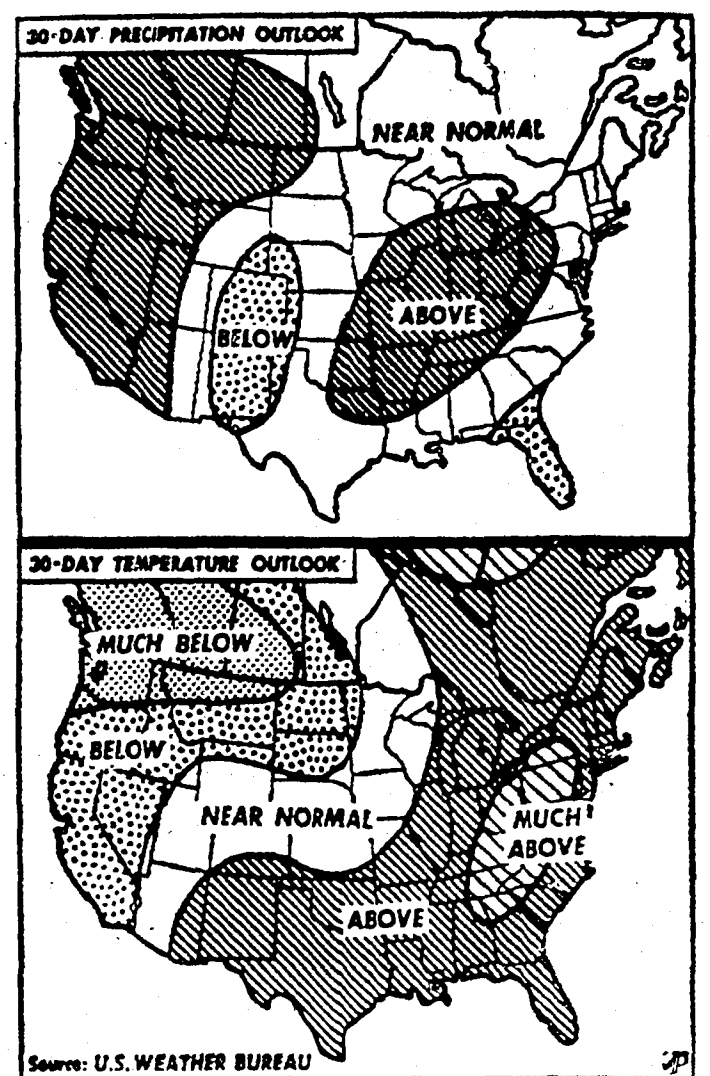 30-DAY PRECIPITATION OUTLOOK
NEAR NORMAL
ABOVE
BELOW
30-DAY TEMPERATURE OUTLOOK
MUCH BELOW
BELOW
NEAR NORMAL
MUCH
ABOVE
ABOVE
Source: U.S. WEATHER BUREAU
AP